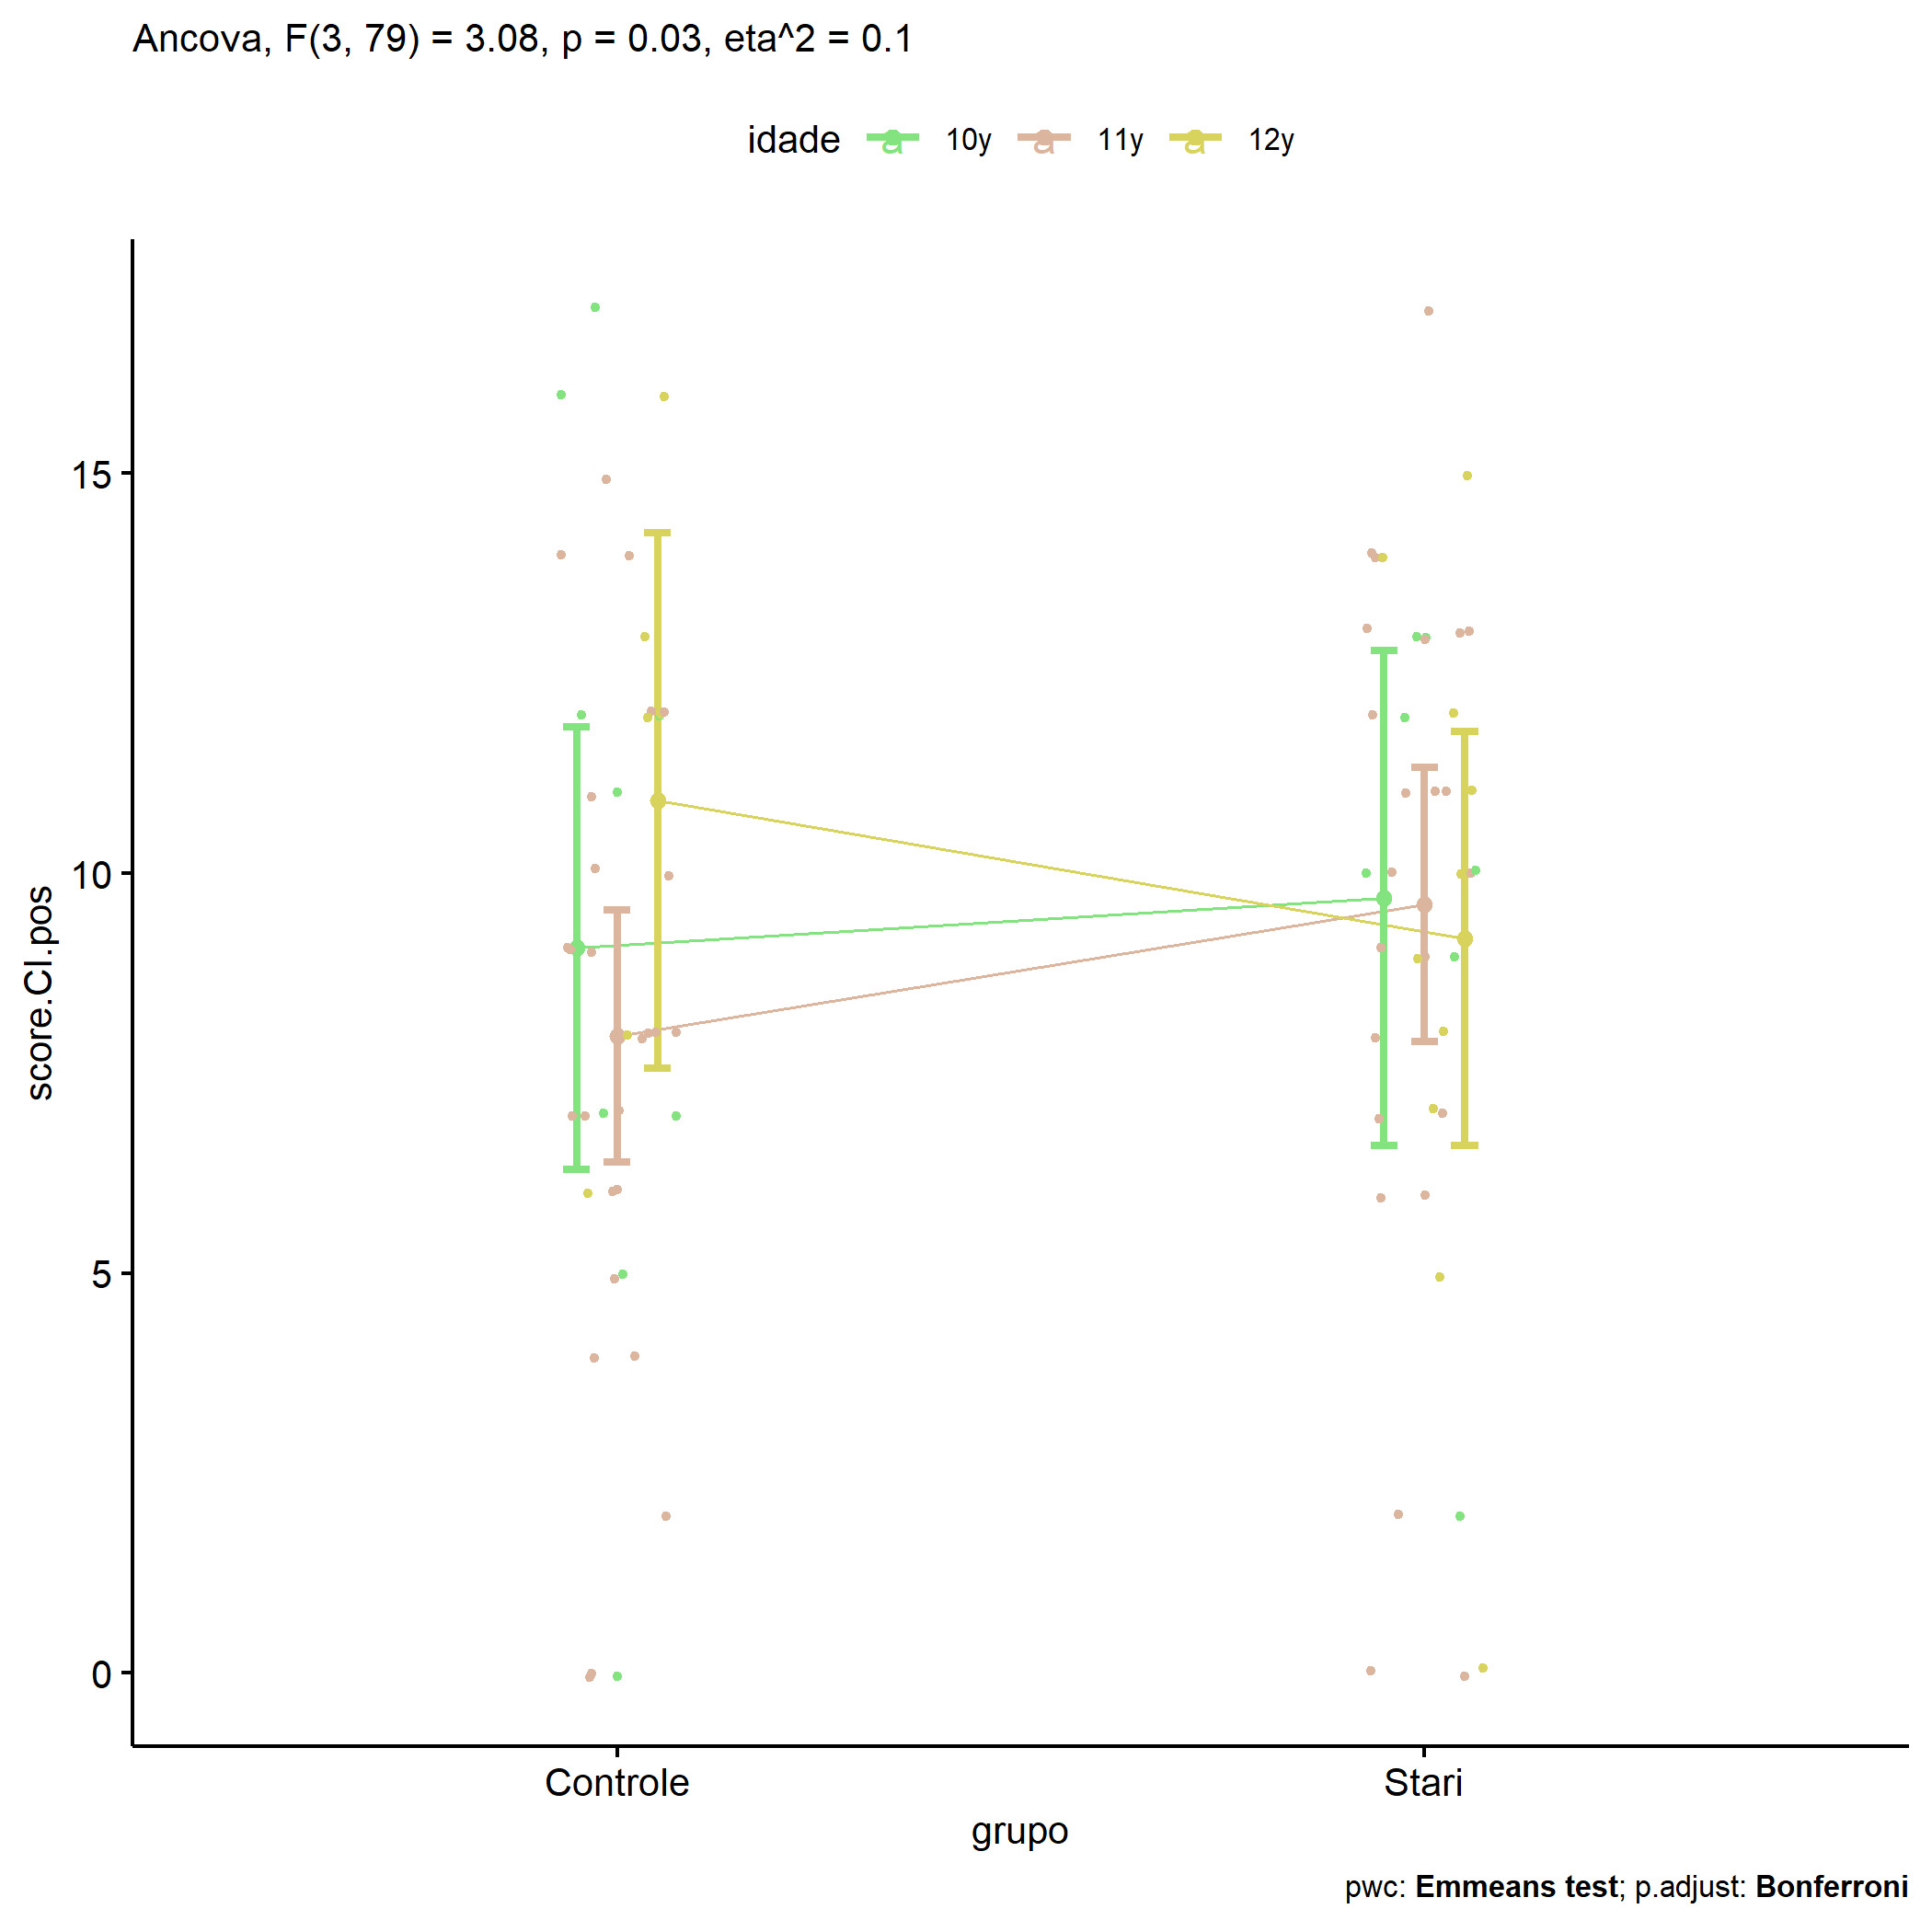 Ancova, F(3, 79) = 3.08, p = 0.03, eta^2 = 0.1
idade a 10y a 11y a 12y
score.CI.pos
15
10
5
0
Controle Stari
grupo
pwc: Emmeans test; p.adjust: Bonferroni